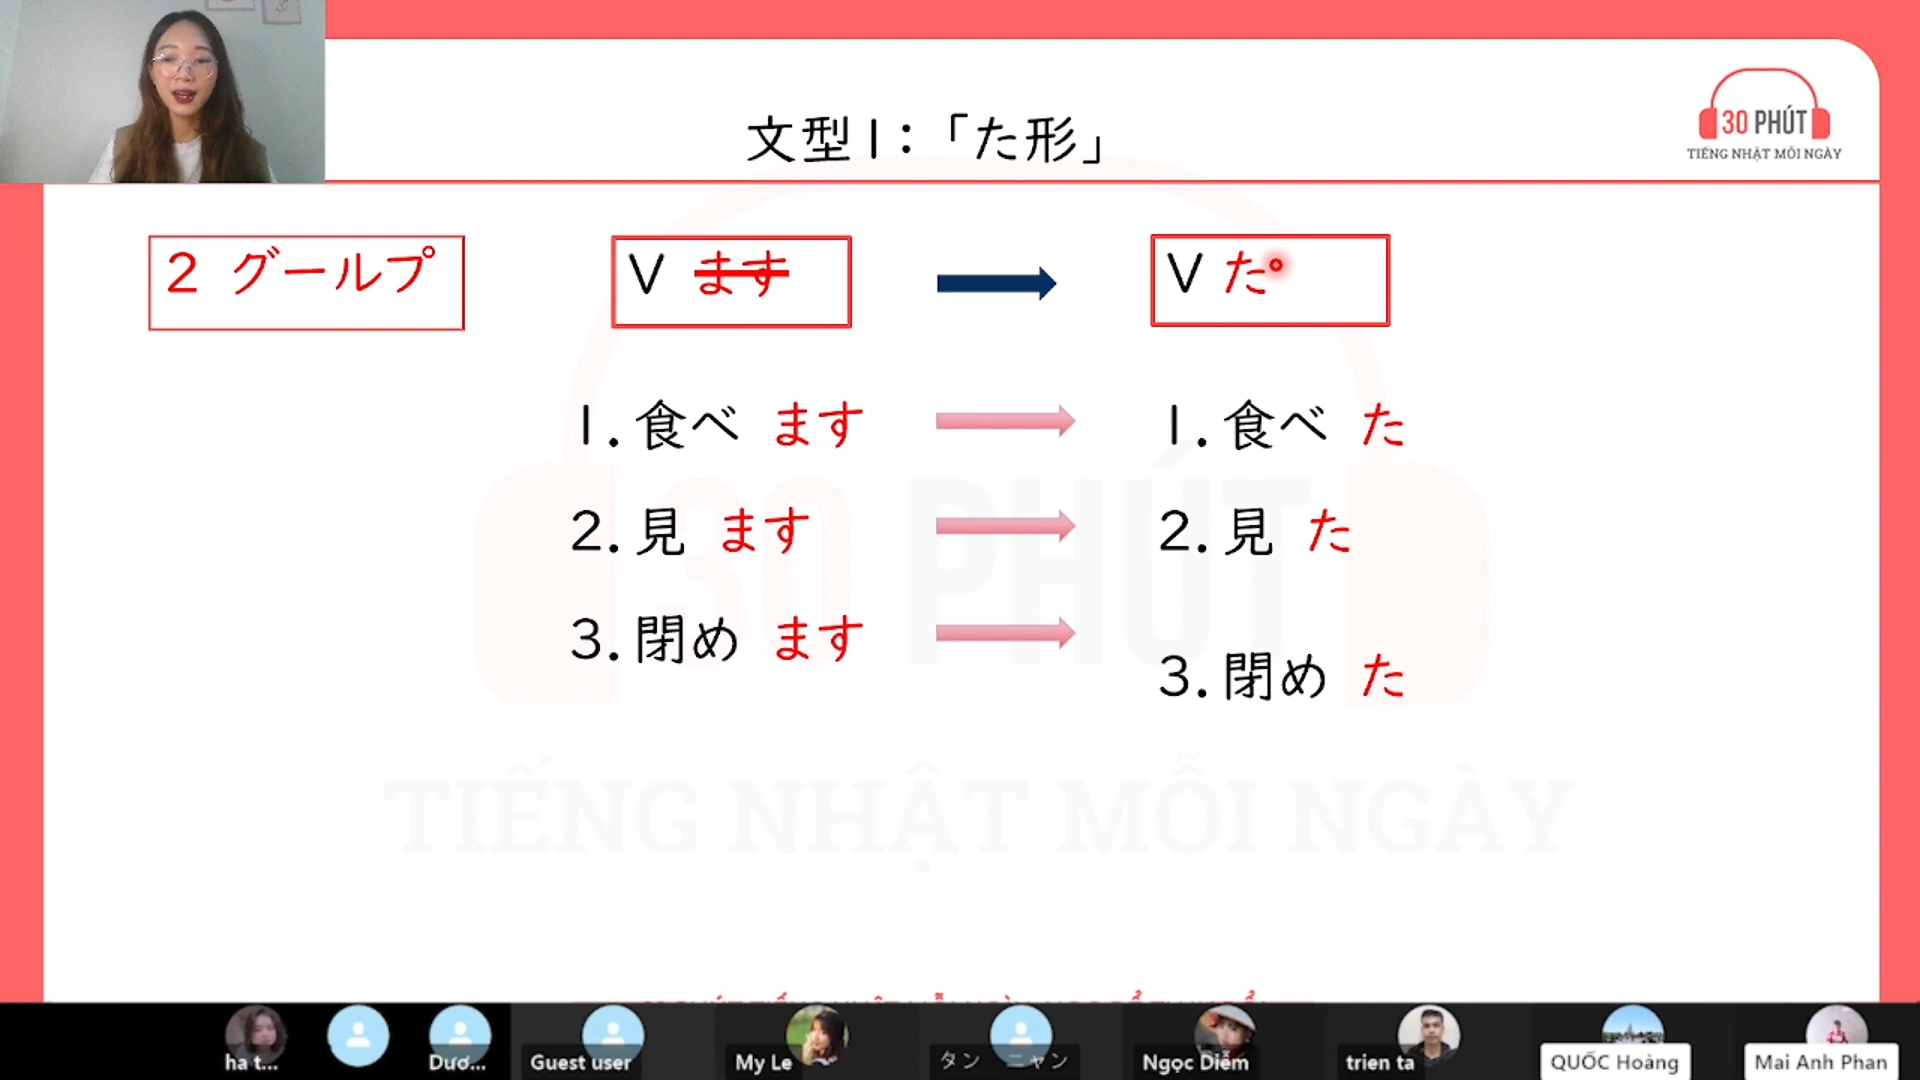 文型1：「た形」
30 PHÚT
TIẾNG NHẬT MỖI NGÀY
2 グールプ
V ます
V た
1. 食べ ます
1. 食べ た
2. 見 ます
2. 見 た
3. 閉め ます
3. 閉め た
30 PHÚT
TIẾNG NHẬT MỖI NGÀY
ha t...
Dươ...
Guest user
My Le
タン ニャン
Ngọc Diễm
trien ta
QUỐC Hoàng
Mai Anh Phan